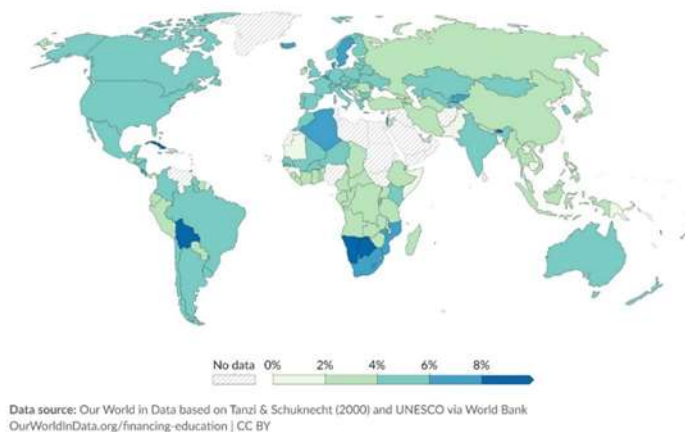 No data 0% 2% 4% 6% 8%
Data source: Our World in Data based on Tanzi & Schuknecht (2000) and UNESCO via World Bank
OurWorldInData.org/financing-education | CC BY